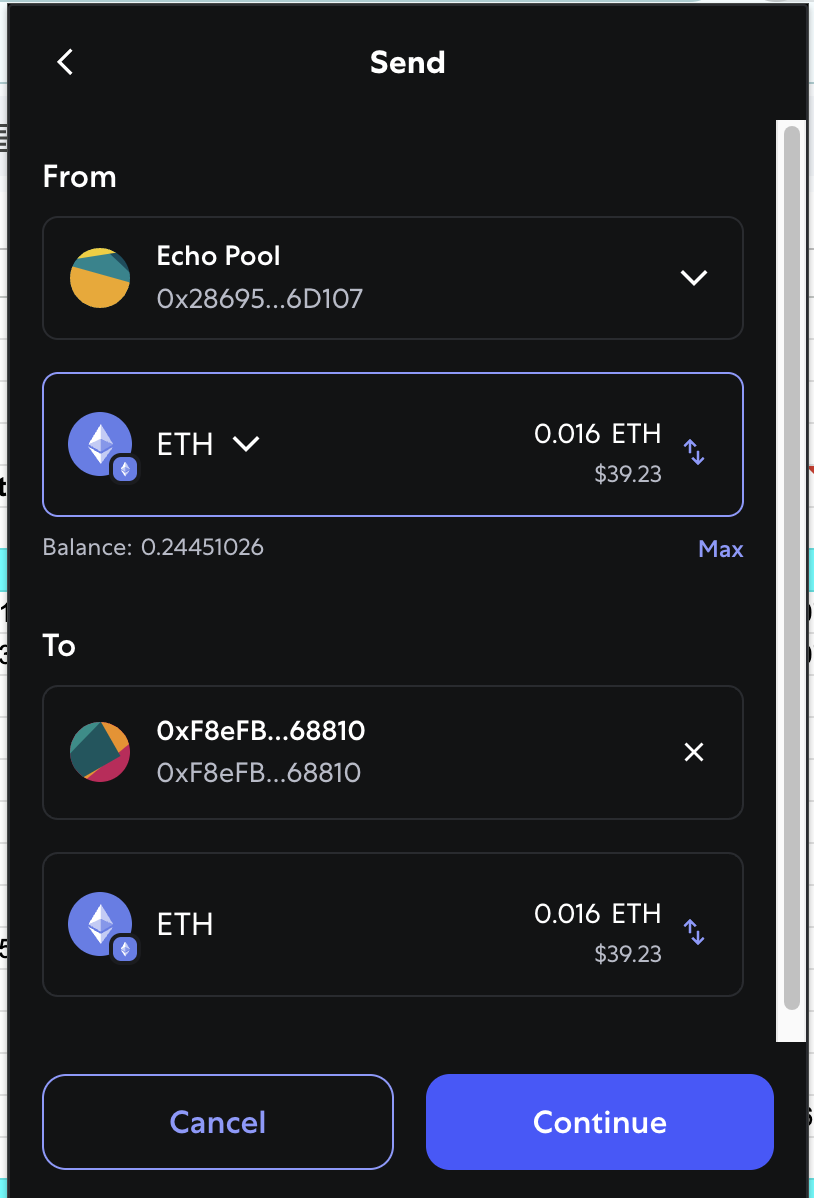 Send
From
Echo Pool
0x28695...6D107
ETH
0.016 ETH
$39.23
Balance: 0.24451026
Max
To
0xF8eFB...68810
0xF8eFB...68810
ETH
0.016 ETH
$39.23
Cancel
Continue